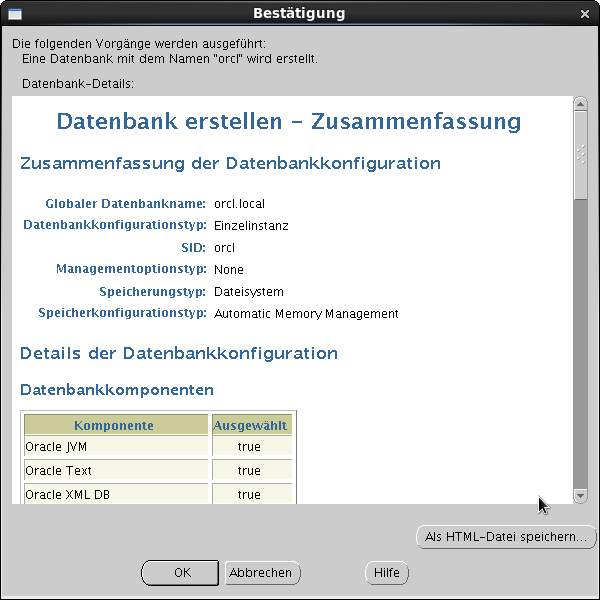 Bestätigung
Die folgenden Vorgänge werden ausgeführt:
Eine Datenbank mit dem Namen "orcl" wird erstellt.
Datenbank-Details:
Datenbank erstellen - Zusammenfassung
Zusammenfassung der Datenbankkonfiguration
Globaler Datenbankname: orcl.local
Datenbankkonfigurationstyp: Einzelinstanz
SID: orcl
Managementoptionstyp: None
Speicherungstyp: Dateisystem
Speicherkonfigurationstyp: Automatic Memory Management
Details der Datenbankkonfiguration
Datenbankkomponenten
Komponente Ausgewählt
Oracle JVM true
Oracle Text true
Oracle XML DB true
Als HTML-Datei speichern...
OK Abbrechen Hilfe